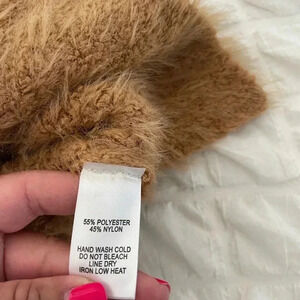 55% POLYESTER
45% NYLON
HAND WASH COLD
DO NOT BLEACH
LINE DRY
IRON LOW HEAT